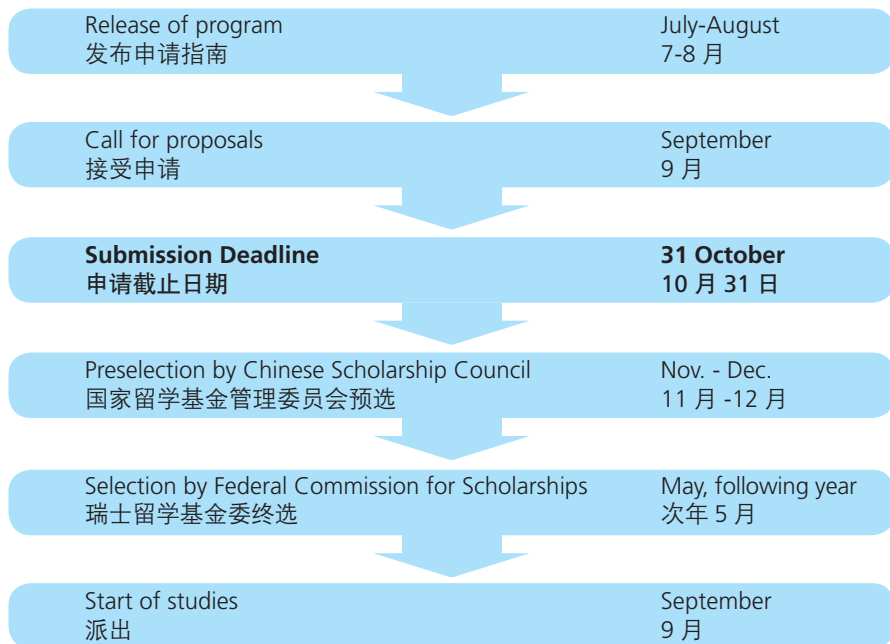 Release of program July-August
发布申请指南 7-8 月
Call for proposals September
接受申请 9 月
Submission Deadline 31 October
申请截止日期 10 月 31 日
Preselection by Chinese Scholarship Council Nov. - Dec.
国家留学基金管理委员会预选 11 月 -12 月
Selection by Federal Commission for Scholarships May, following year
瑞士留学基金委终选 次年 5 月
Start of studies September
派出 9 月